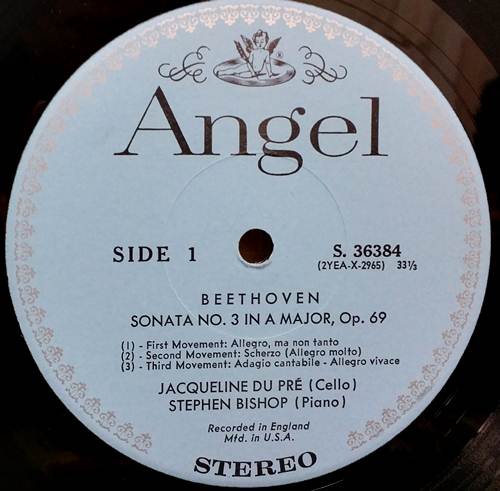 Angel
SIDE 1
S. 36384
(2YEA-X-2965) 33⅓
BEETHOVEN
SONATA NO. 3 IN A MAJOR, Op. 69
(1) - First Movement: Allegro, ma non tanto
(2) - Second Movement: Scherzo (Allegro molto)
(3) - Third Movement: Adagio cantabile - Allegro vivace
JACQUELINE DU PRÉ (Cello)
STEPHEN BISHOP (Piano)
Recorded in England
Mfd. in U.S.A.
STEREO